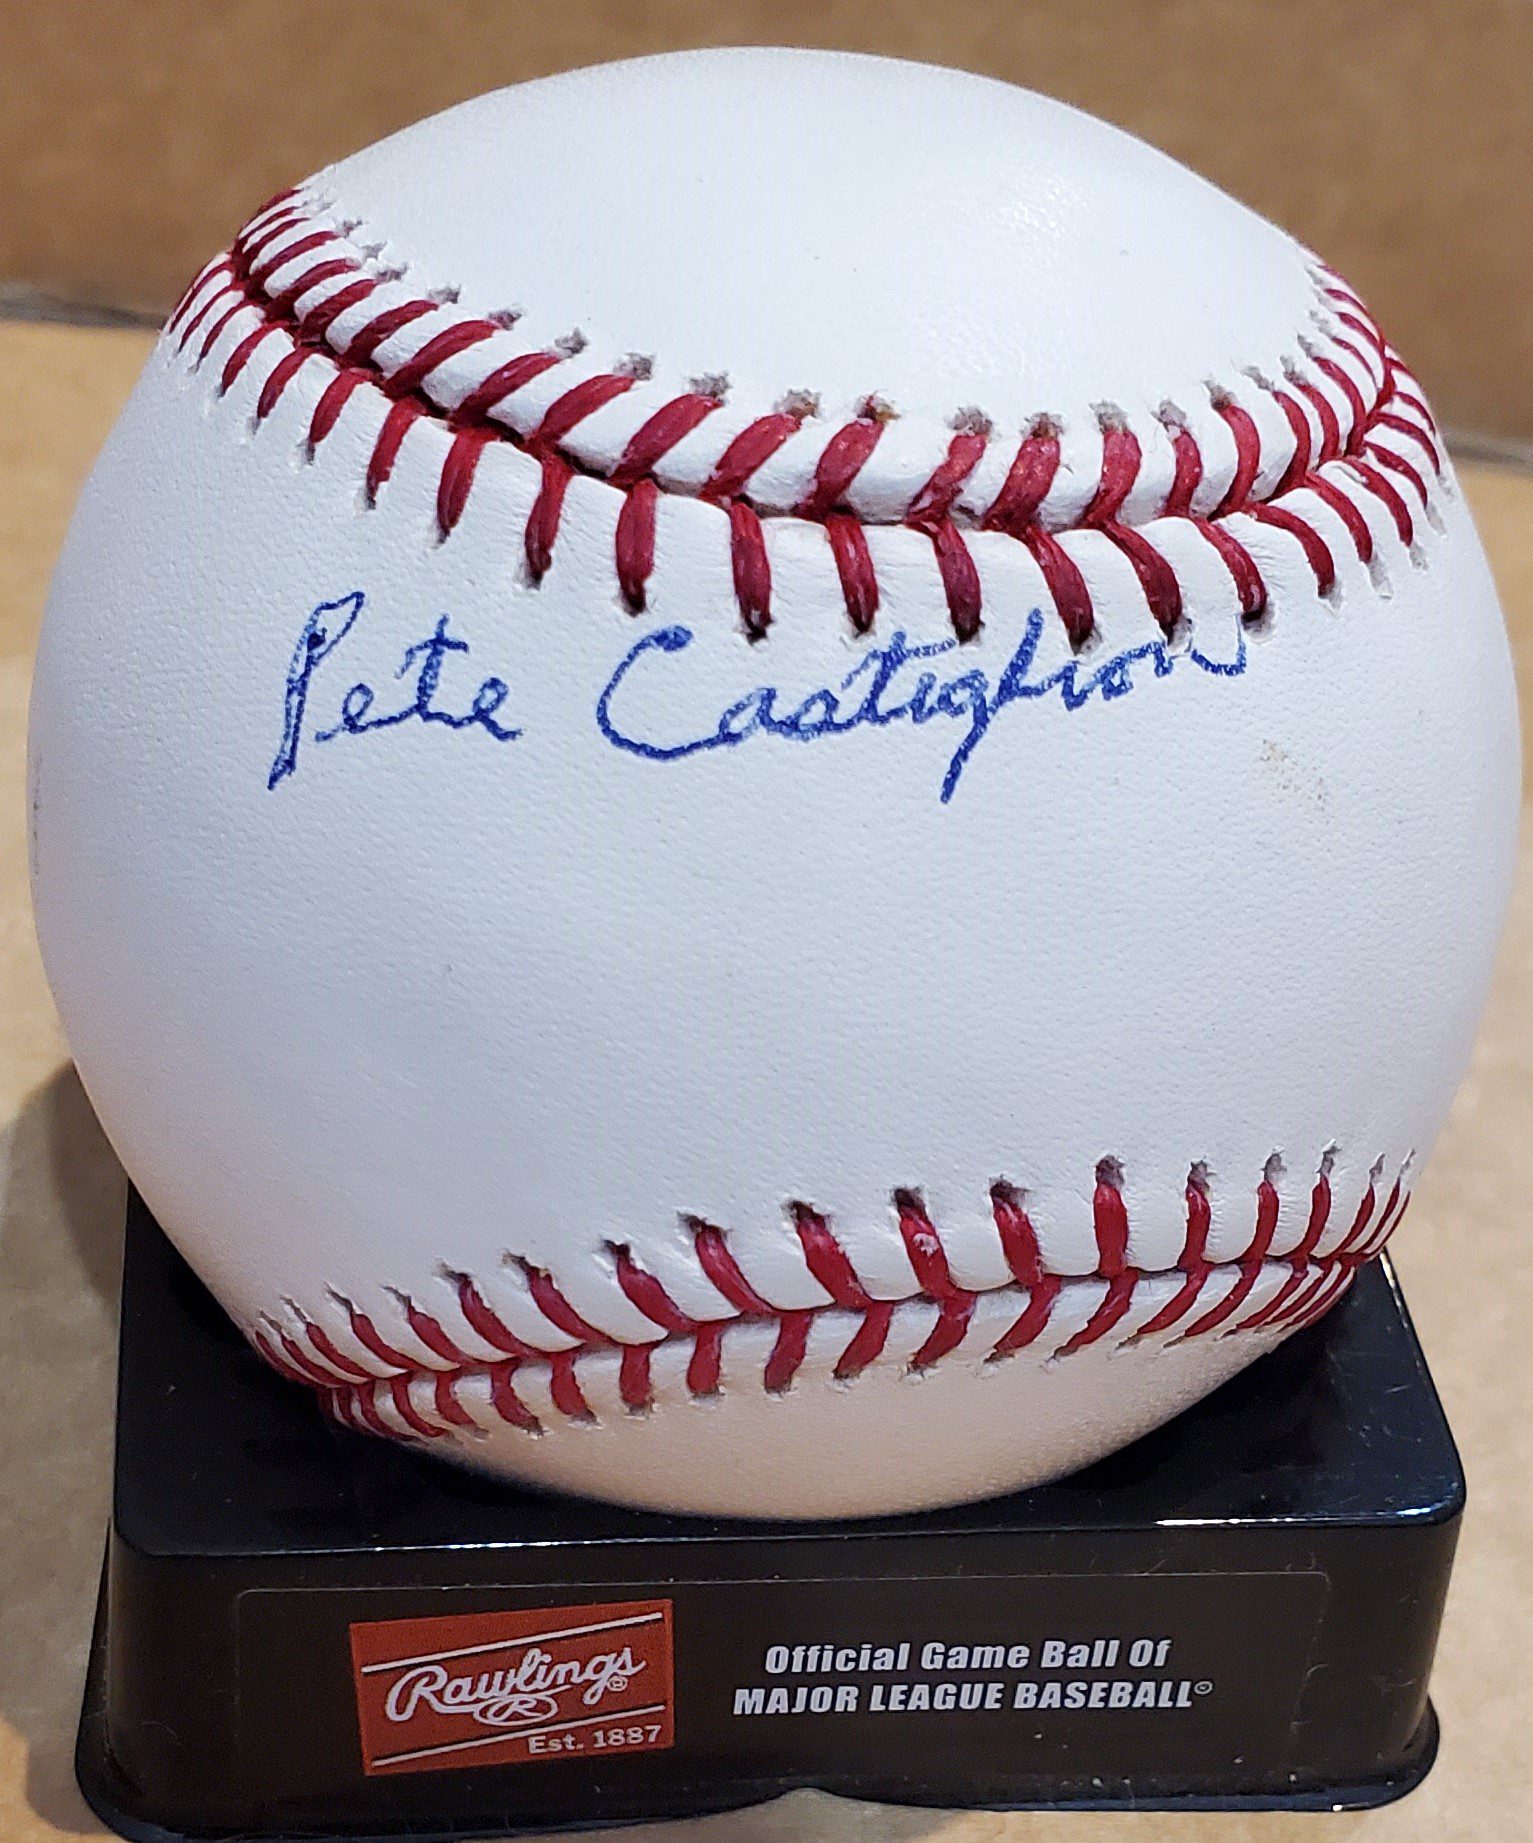 Pete Castiglione
Rawlings®
R
Est. 1887
Official Game Ball Of
MAJOR LEAGUE BASEBALL©